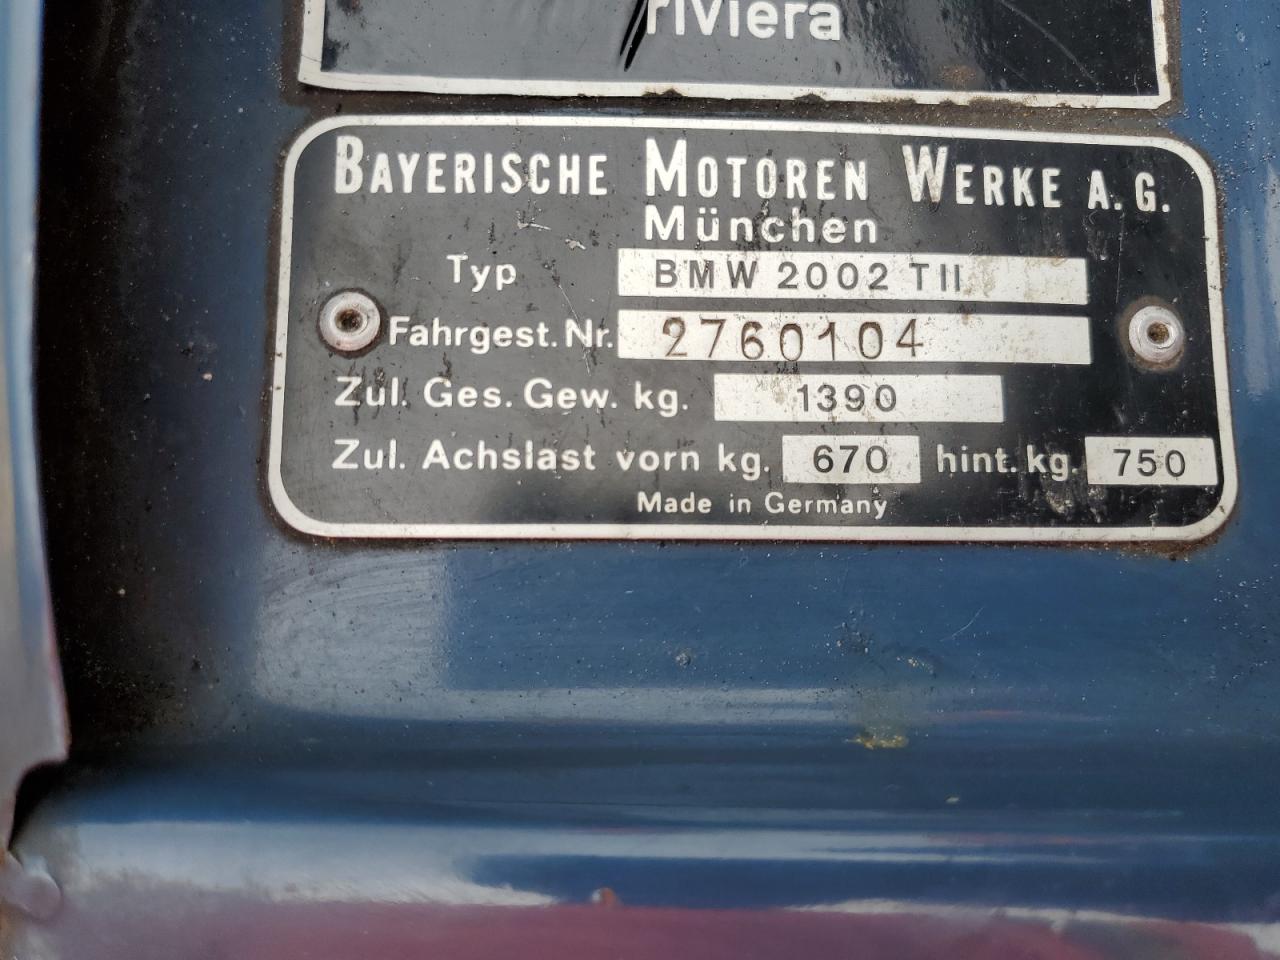 riviera
BAYERISCHE MOTOREN WERKE A.G.
München
Typ BMW 2002 TII
Fahrgest. Nr. 2760104
Zul. Ges. Gew. kg. 1390
Zul. Achslast vorn kg. 670 hint. kg. 750
Made in Germany